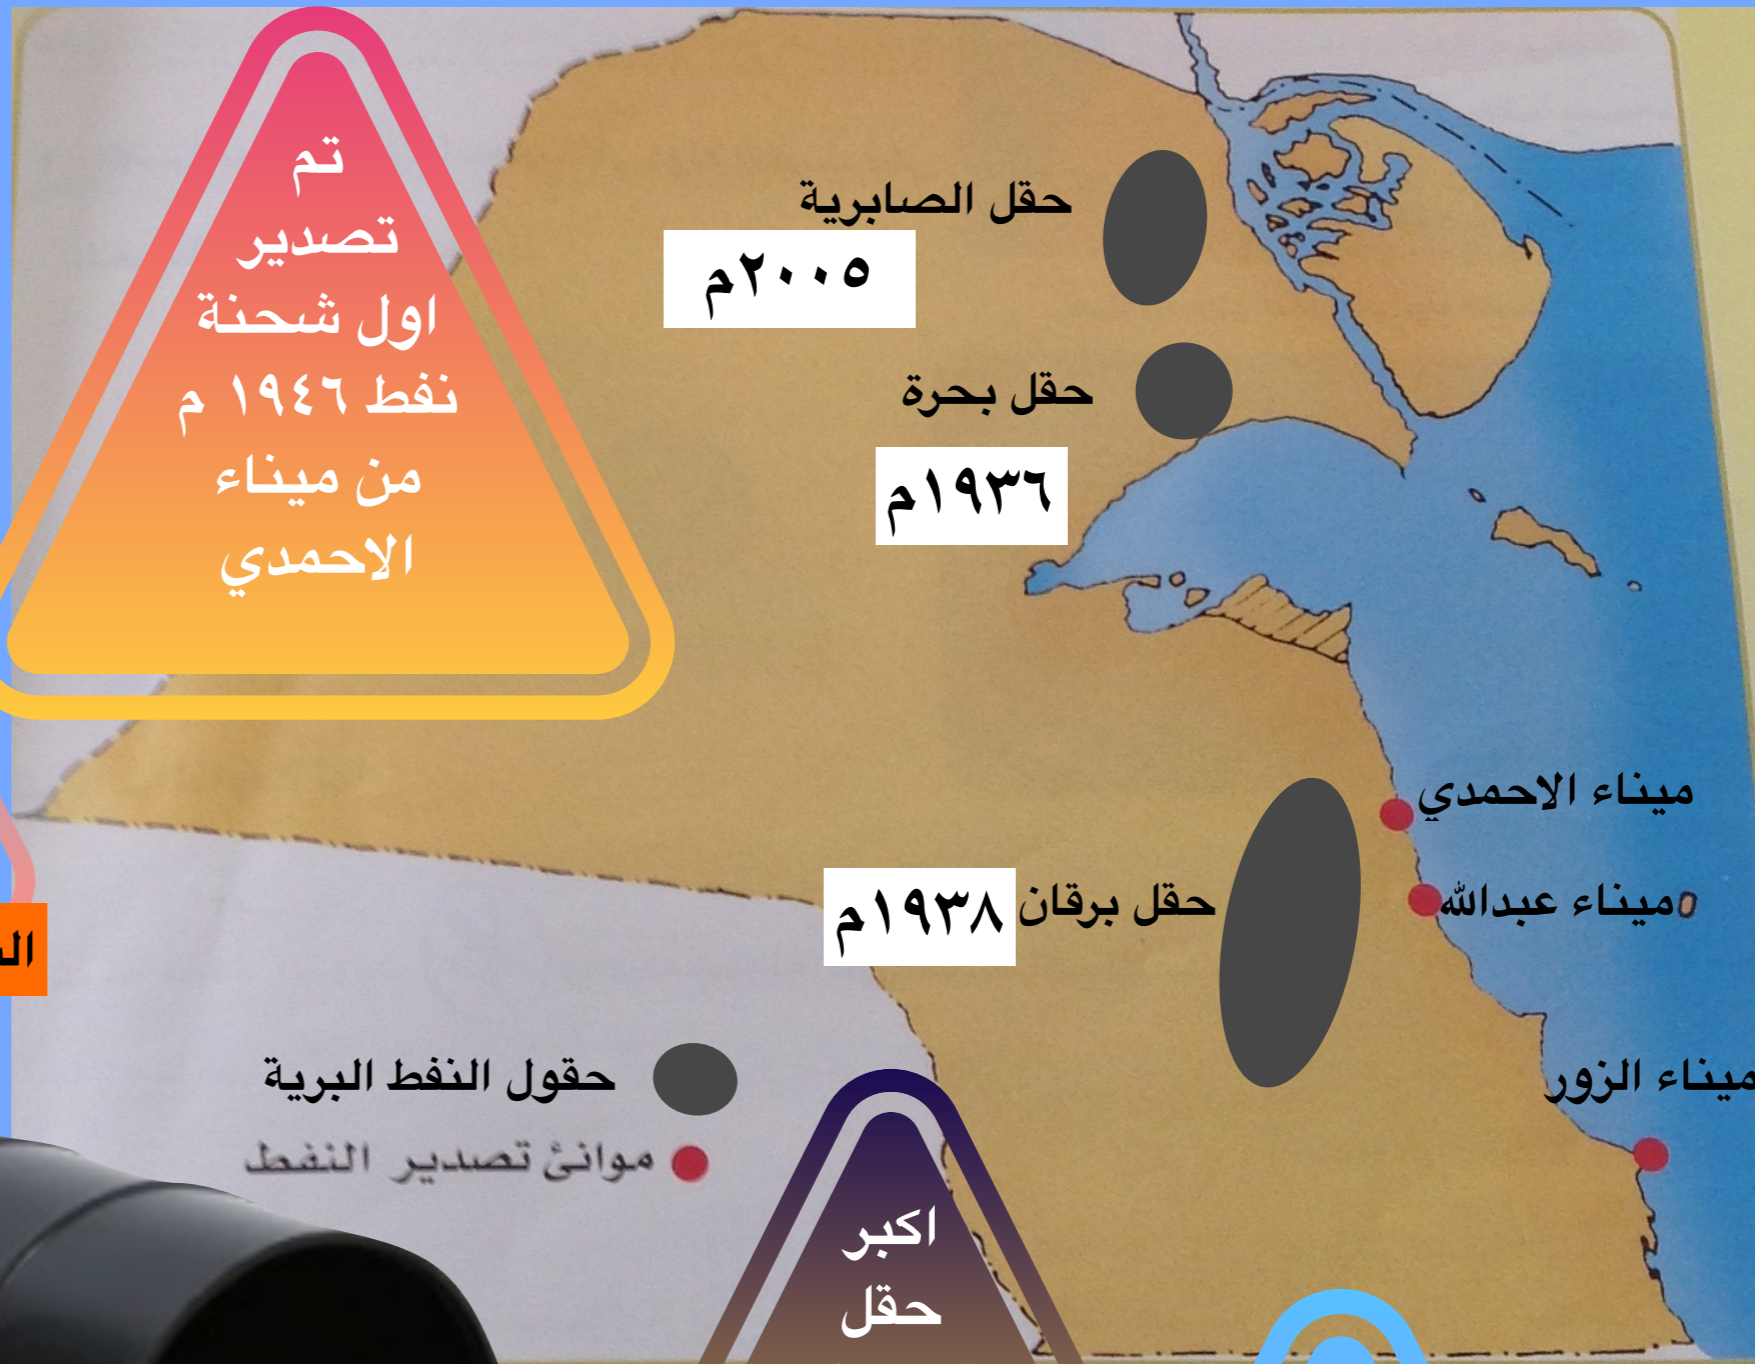 تم
تصدير
اول شحنة
نفط ١٩٤٦ م
من ميناء
الاحمدي
حقل الصابرية
٢٠٠٥م
حقل بحرة
١٩٣٦م
ميناء الاحمدي
ميناء عبدالله
حقل برقان
١٩٣٨م
ميناء الزور
حقول النفط البرية
موانئ تصدير النفط
اكبر
حقل